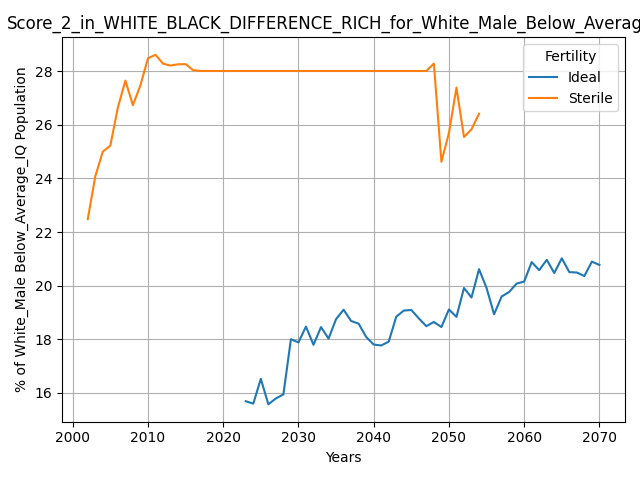 Score_2_in_WHITE_BLACK_DIFFERENCE_RICH_for_White_Male_Below_Averag
% of White_Male Below_Average_IQ Population
28
26
24
22
20
18
16
Fertility
Ideal
Sterile
2000 2010 2020 2030 2040 2050 2060 2070
Years